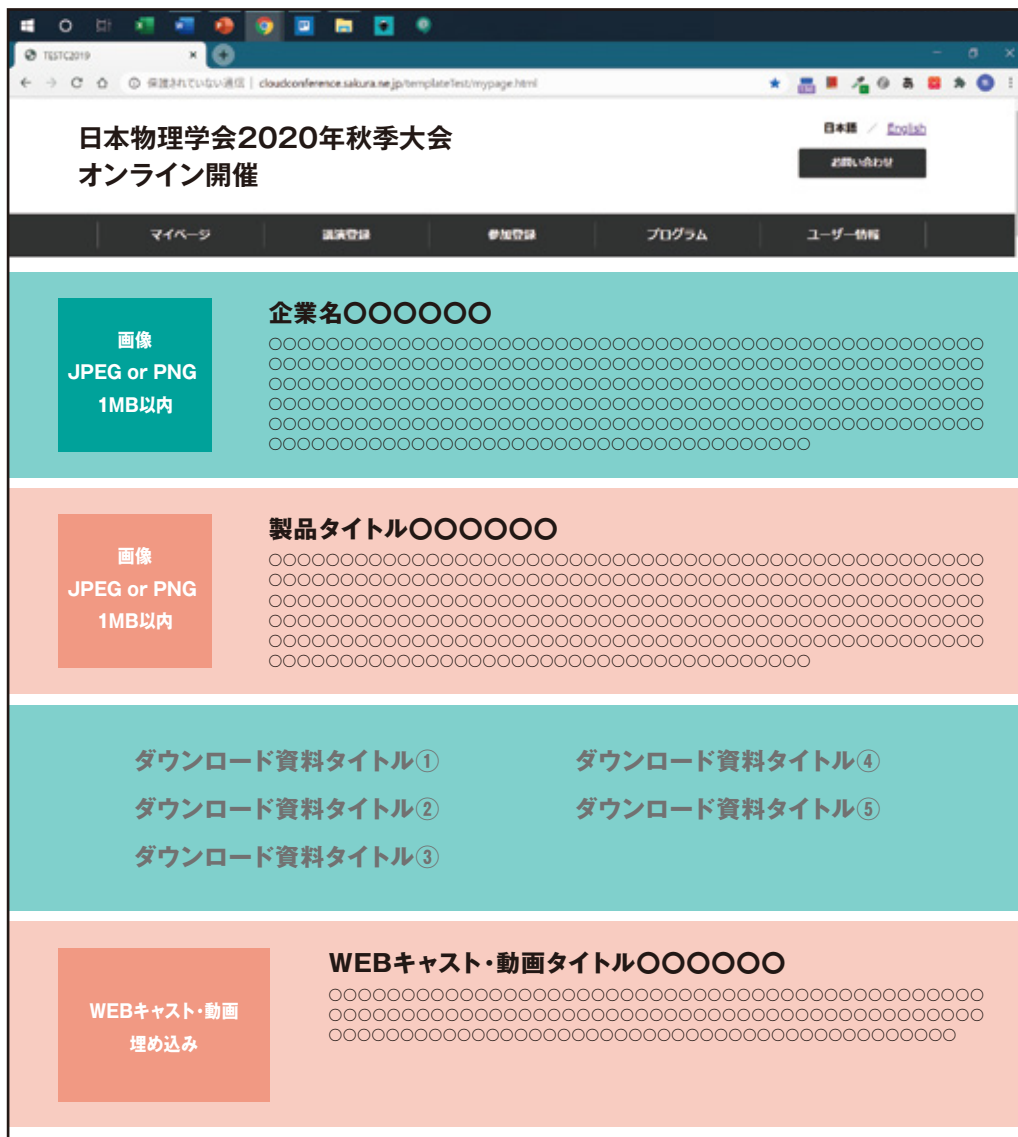 TESTC2019
保護されていない通信 | cloudconference.sakura.ne.jp/templateTest/mypage.html
日本物理学会2020年秋季大会
オンライン開催
日本語 / English
お問い合わせ
マイページ 講演登録 参加登録 プログラム ユーザー情報
画像
JPEG or PNG
1MB以内
企業名〇〇〇〇〇〇
画像
JPEG or PNG
1MB以内
製品タイトル〇〇〇〇〇〇
ダウンロード資料タイトル① ダウンロード資料タイトル④
ダウンロード資料タイトル② ダウンロード資料タイトル⑤
ダウンロード資料タイトル③
WEBキャスト・動画
埋め込み
WEBキャスト・動画タイトル〇〇〇〇〇〇